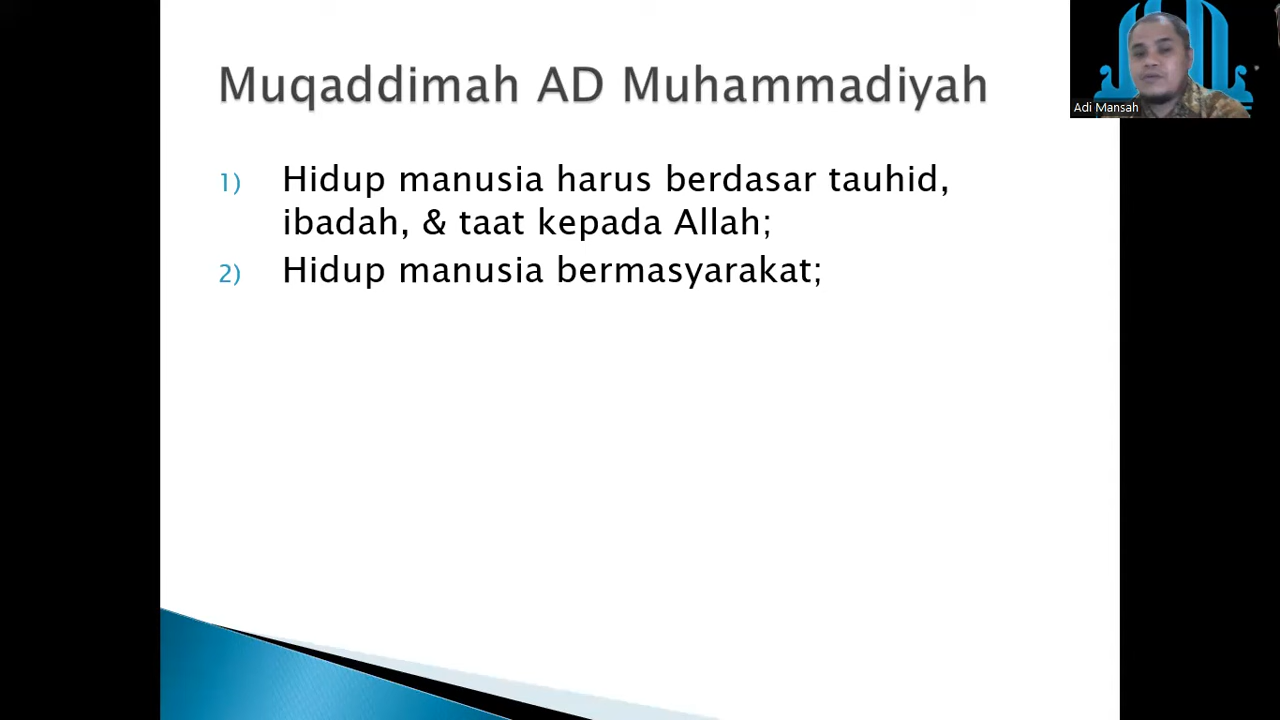 Muqaddimah AD Muhammadiyah
1) Hidup manusia harus berdasar tauhid,
ibadah, & taat kepada Allah;
2) Hidup manusia bermasyarakat;
Adi Mansah